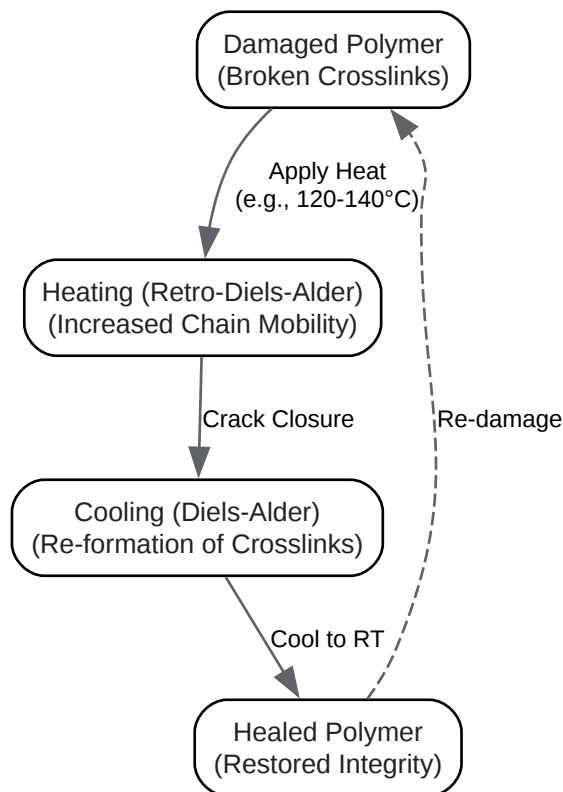 Damaged Polymer
(Broken Crosslinks)
Apply Heat
(e.g., 120-140°C)
Heating (Retro-Diels-Alder)
(Increased Chain Mobility)
Crack Closure
Re-damage
Cooling (Diels-Alder)
(Re-formation of Crosslinks)
Cool to RT
Healed Polymer
(Restored Integrity)